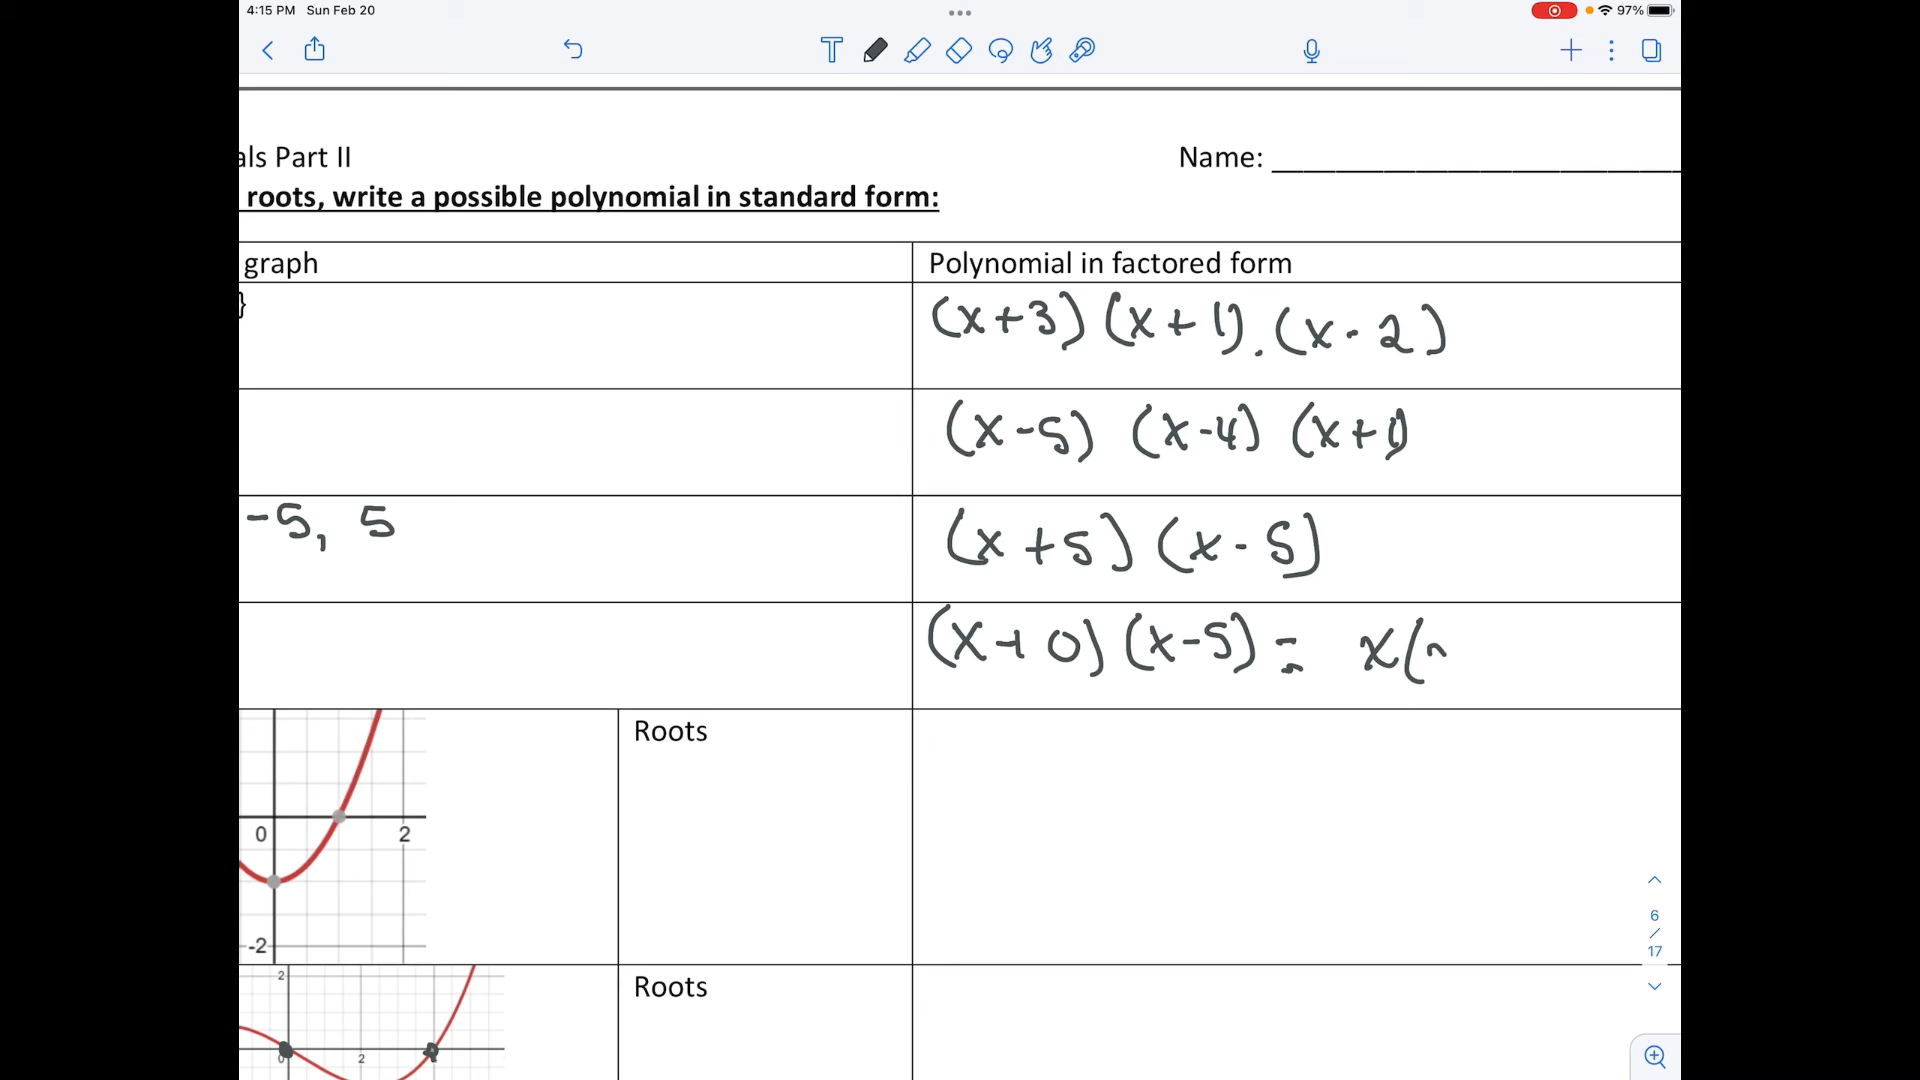 4:15 PM Sun Feb 20
97%
als Part II
Name:
roots, write a possible polynomial in standard form:
graph
Polynomial in factored form
}
(x+3)(x+1).(x-2)
(x-5) (x-4) (x+1)
-5, 5
(x+5)(x-5)
(x+0)(x-5) = x(
Roots
0
2
-2
Roots
2
0
2
6
/
17